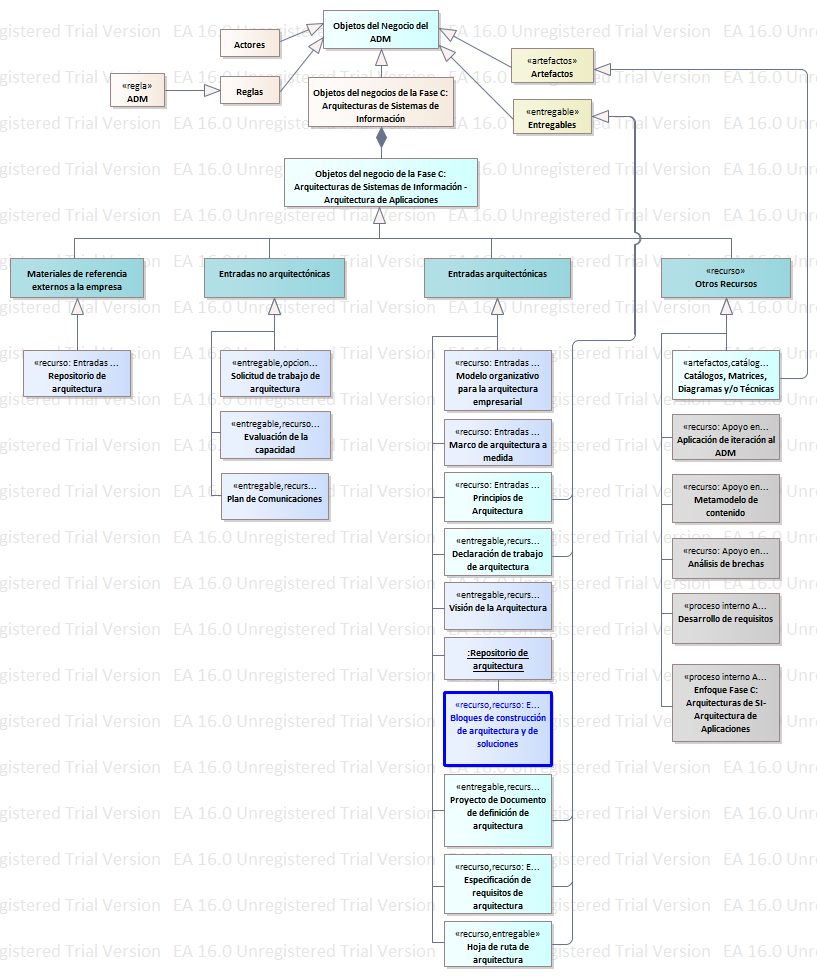 Objetos del Negocio del
ADM
Actores
«artefactos»
Artefactos
«regla»
ADM
Reglas
Objetos del negocios de la Fase C:
Arquitecturas de Sistemas de
Información
«entregable»
Entregables
Objetos del negocio de la Fase C:
Arquitecturas de Sistemas de Información -
Arquitectura de Aplicaciones
Materiales de referencia
externos a la empresa
Entradas no arquitectónicas
Entradas arquitectónicas
«recurso»
Otros Recursos
«recurso: Entradas ...
Repositorio de
arquitectura
«entregable,opcion...
Solicitud de trabajo de
arquitectura
«entregable,recurso...
Evaluación de la
capacidad
«entregable,recurs...
Plan de Comunicaciones
«recurso: Entradas ...
Modelo organizativo
para la arquitectura
empresarial
«recurso: Entradas ...
Marco de arquitectura a
medida
«recurso: Entradas ...
Principios de
Arquitectura
«entregable,recurs...
Declaración de trabajo
de arquitectura
«entregable,recurs...
Visión de la Arquitectura
:Repositorio de
arquitectura
«recurso,recurso: E...
Bloques de construcción
de arquitectura y de
soluciones
«entregable,recurs...
Proyecto de Documento
de definición de
arquitectura
«recurso,recurso: E...
Especificación de
requisitos de
arquitectura
«recurso,entregable»
Hoja de ruta de
arquitectura
«artefactos,catálog...
Catálogos, Matrices,
Diagramas y/o Técnicas
«recurso: Apoyo en...
Aplicación de iteración al
ADM
«recurso: Apoyo en...
Metamodelo de
contenido
«recurso: Apoyo en...
Análisis de brechas
«proceso interno A...
Desarrollo de requisitos
«proceso interno A...
Enfoque Fase C:
Arquitecturas de SI-
Arquitectura de
Aplicaciones
EA 16.0 Unregistered Trial Version